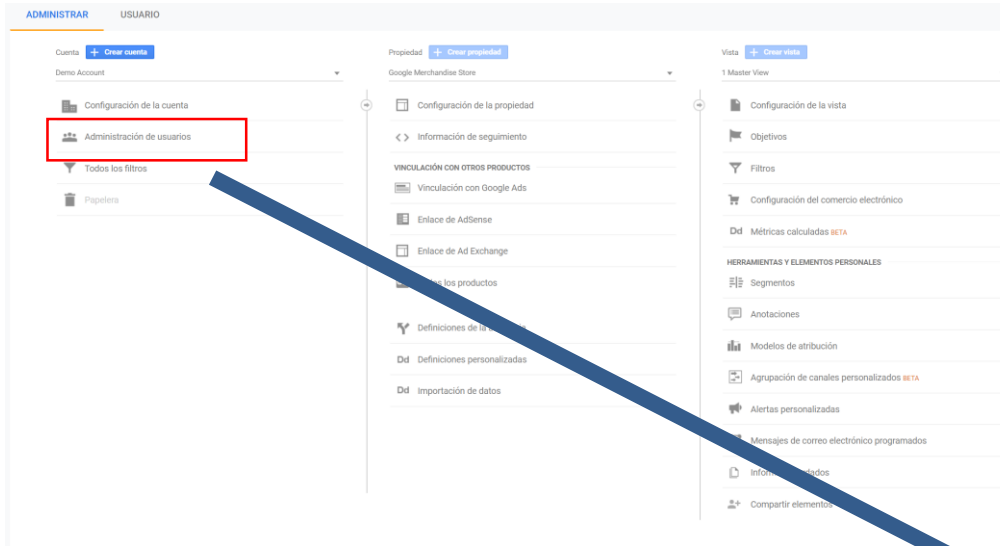 ADMINISTRAR USUARIO
Cuenta + Crear cuenta
Demo Account
Configuración de la cuenta
Administración de usuarios
Todos los filtros
Papelera
Propiedad + Crear propiedad
Google Merchandise Store
Configuración de la propiedad
Información de seguimiento
VINCULACIÓN CON OTROS PRODUCTOS
Vinculación con Google Ads
Enlace de AdSense
Enlace de Ad Exchange
los productos
Definiciones de la
Dd Definiciones personalizadas
Dd Importación de datos
Vista + Crear vista
1 Master View
Configuración de la vista
Objetivos
Filtros
Configuración del comercio electrónico
Dd Métricas calculadas BETA
HERRAMIENTAS Y ELEMENTOS PERSONALES
Segmentos
Anotaciones
Modelos de atribución
Agrupación de canales personalizados BETA
Alertas personalizadas
Mensajes de correo electrónico programados
Compartir elementos